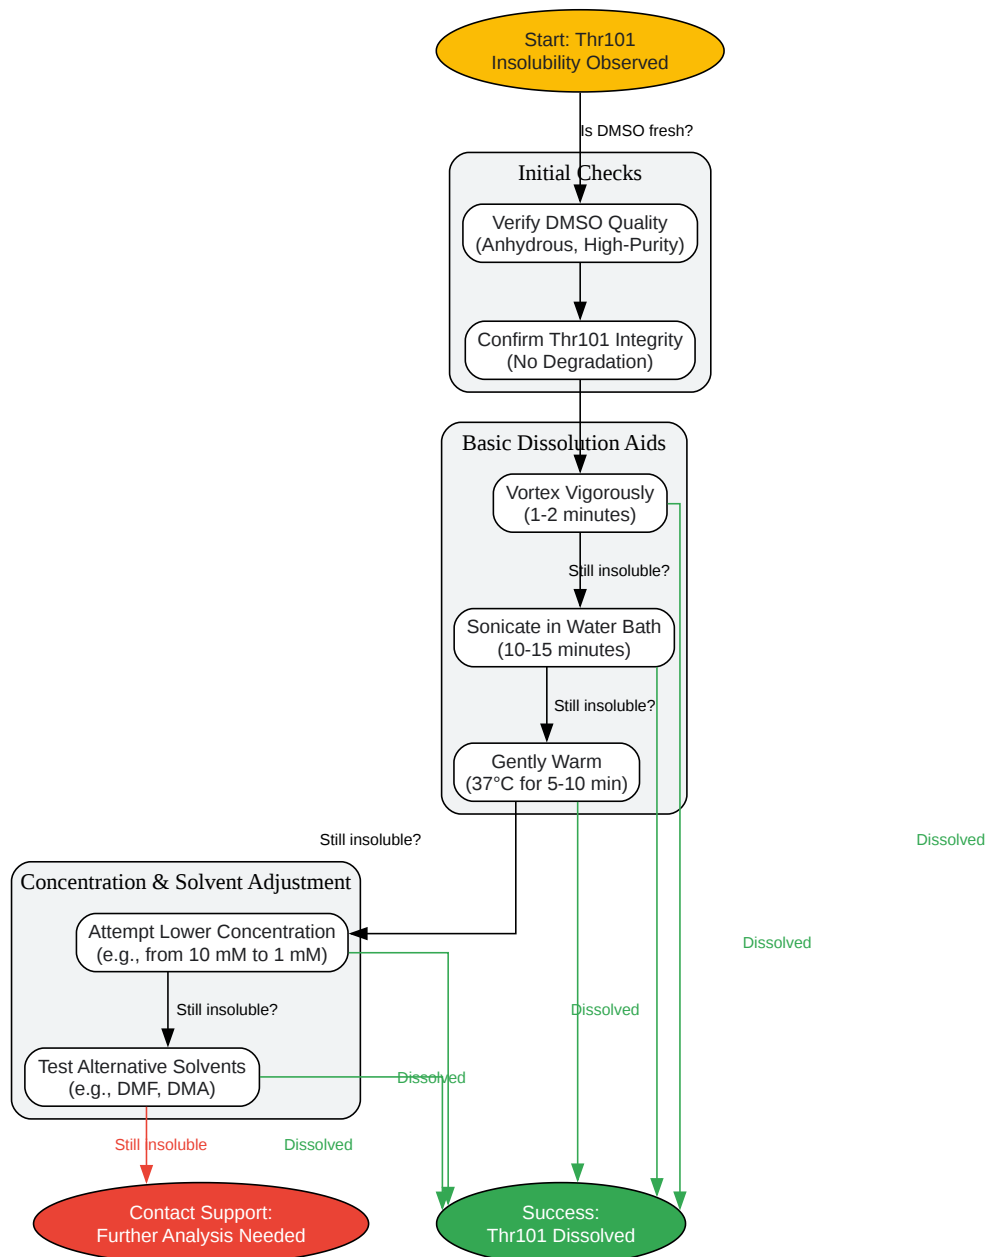 Start: Thr101
Insolubility Observed
Is DMSO fresh?
Initial Checks
Verify DMSO Quality
(Anhydrous, High-Purity)
Confirm Thr101 Integrity
(No Degradation)
Basic Dissolution Aids
Vortex Vigorously
(1-2 minutes)
Still insoluble?
Sonicate in Water Bath
(10-15 minutes)
Still insoluble?
Gently Warm
(37°C for 5-10 min)
Still insoluble?
Dissolved
Concentration & Solvent Adjustment
Attempt Lower Concentration
(e.g., from 10 mM to 1 mM)
Dissolved
Still insoluble?
Dissolved
Test Alternative Solvents
(e.g., DMF, DMA)
Dissolved
Still insoluble
Dissolved
Contact Support:
Further Analysis Needed
Success:
Thr101 Dissolved